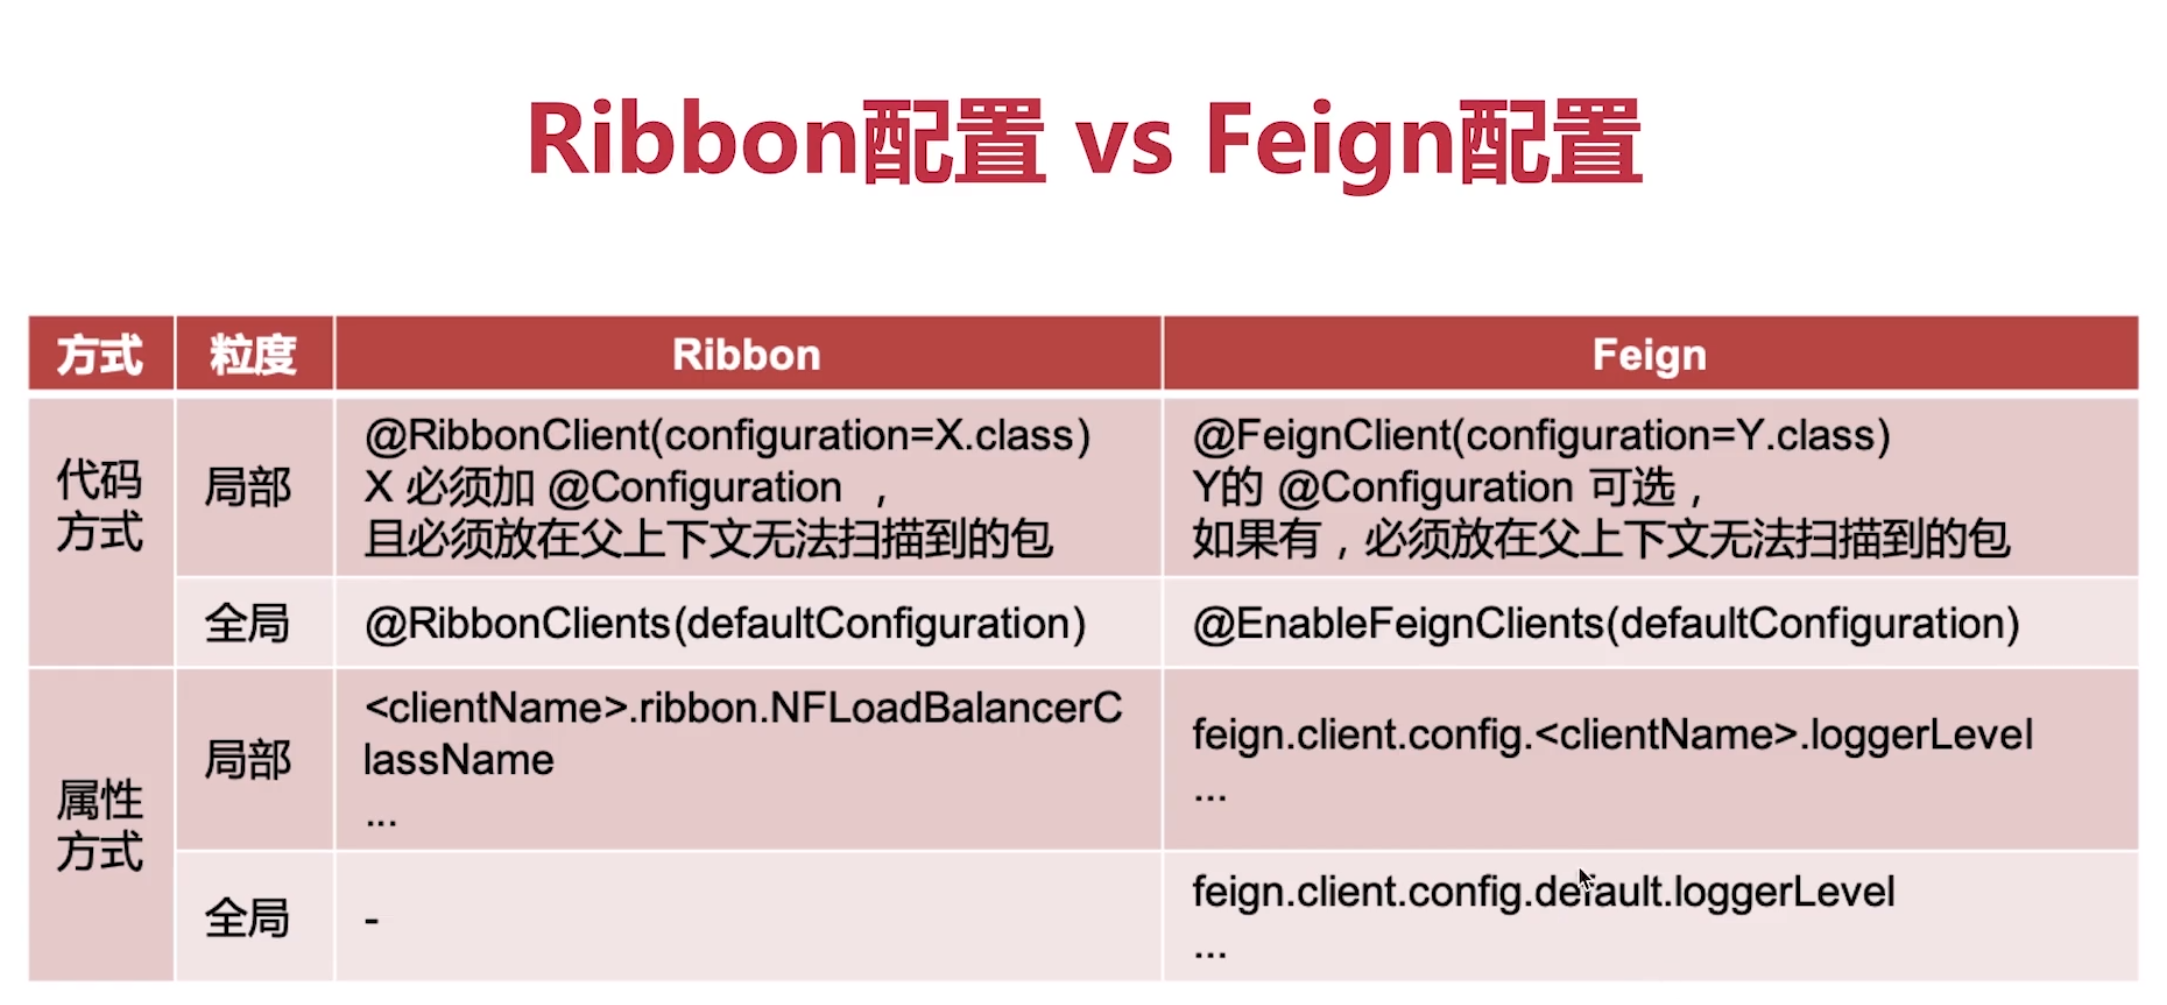 Ribbon配置 vs Feign配置
方式 粒度 Ribbon Feign
代码
方式
局部
@RibbonClient(configuration=X.class)
X 必须加 @Configuration ，
且必须放在父上下文无法扫描到的包
@FeignClient(configuration=Y.class)
Y的 @Configuration 可选，
如果有，必须放在父上下文无法扫描到的包
全局
@RibbonClients(defaultConfiguration)
@EnableFeignClients(defaultConfiguration)
属性
方式
局部
<clientName>.ribbon.NFLoadBalancerC
lassName
...
feign.client.config.<clientName>.loggerLevel
...
全局
-
feign.client.config.default.loggerLevel
...